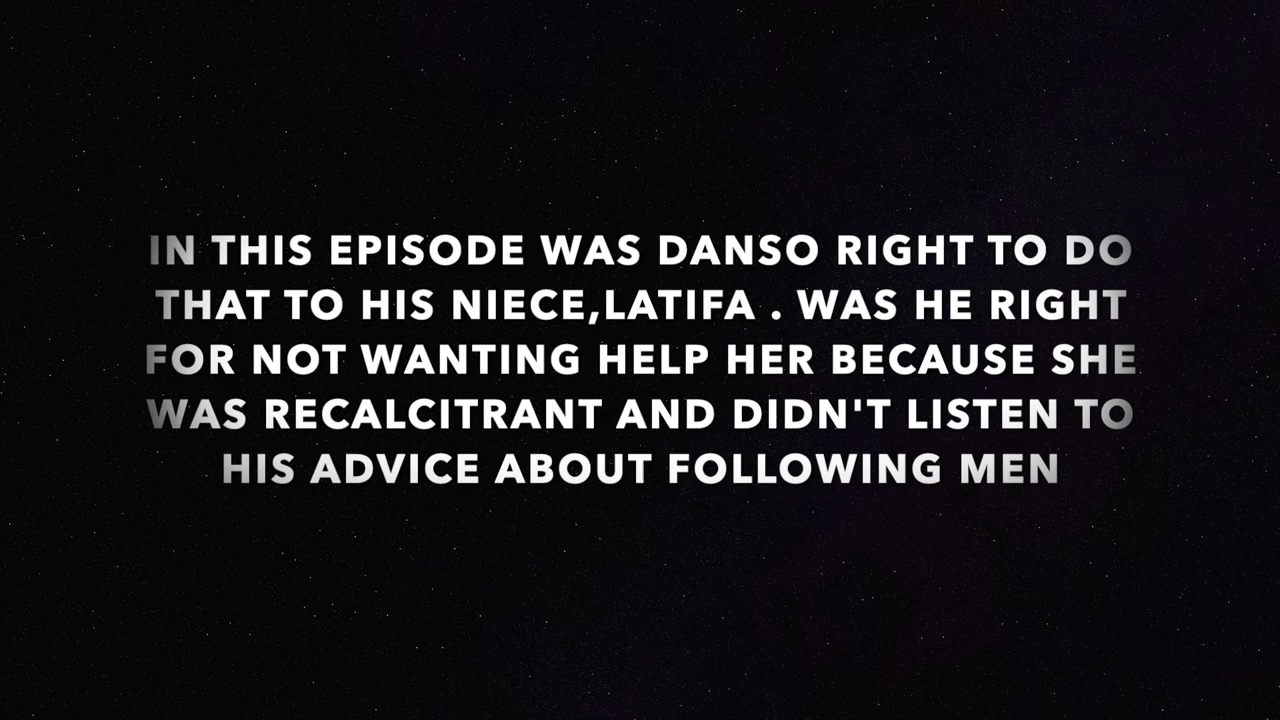 IN THIS EPISODE WAS DANSO RIGHT TO DO
THAT TO HIS NIECE,LATIFA . WAS HE RIGHT
FOR NOT WANTING HELP HER BECAUSE SHE
WAS RECALCITRANT AND DIDN'T LISTEN TO
HIS ADVICE ABOUT FOLLOWING MEN